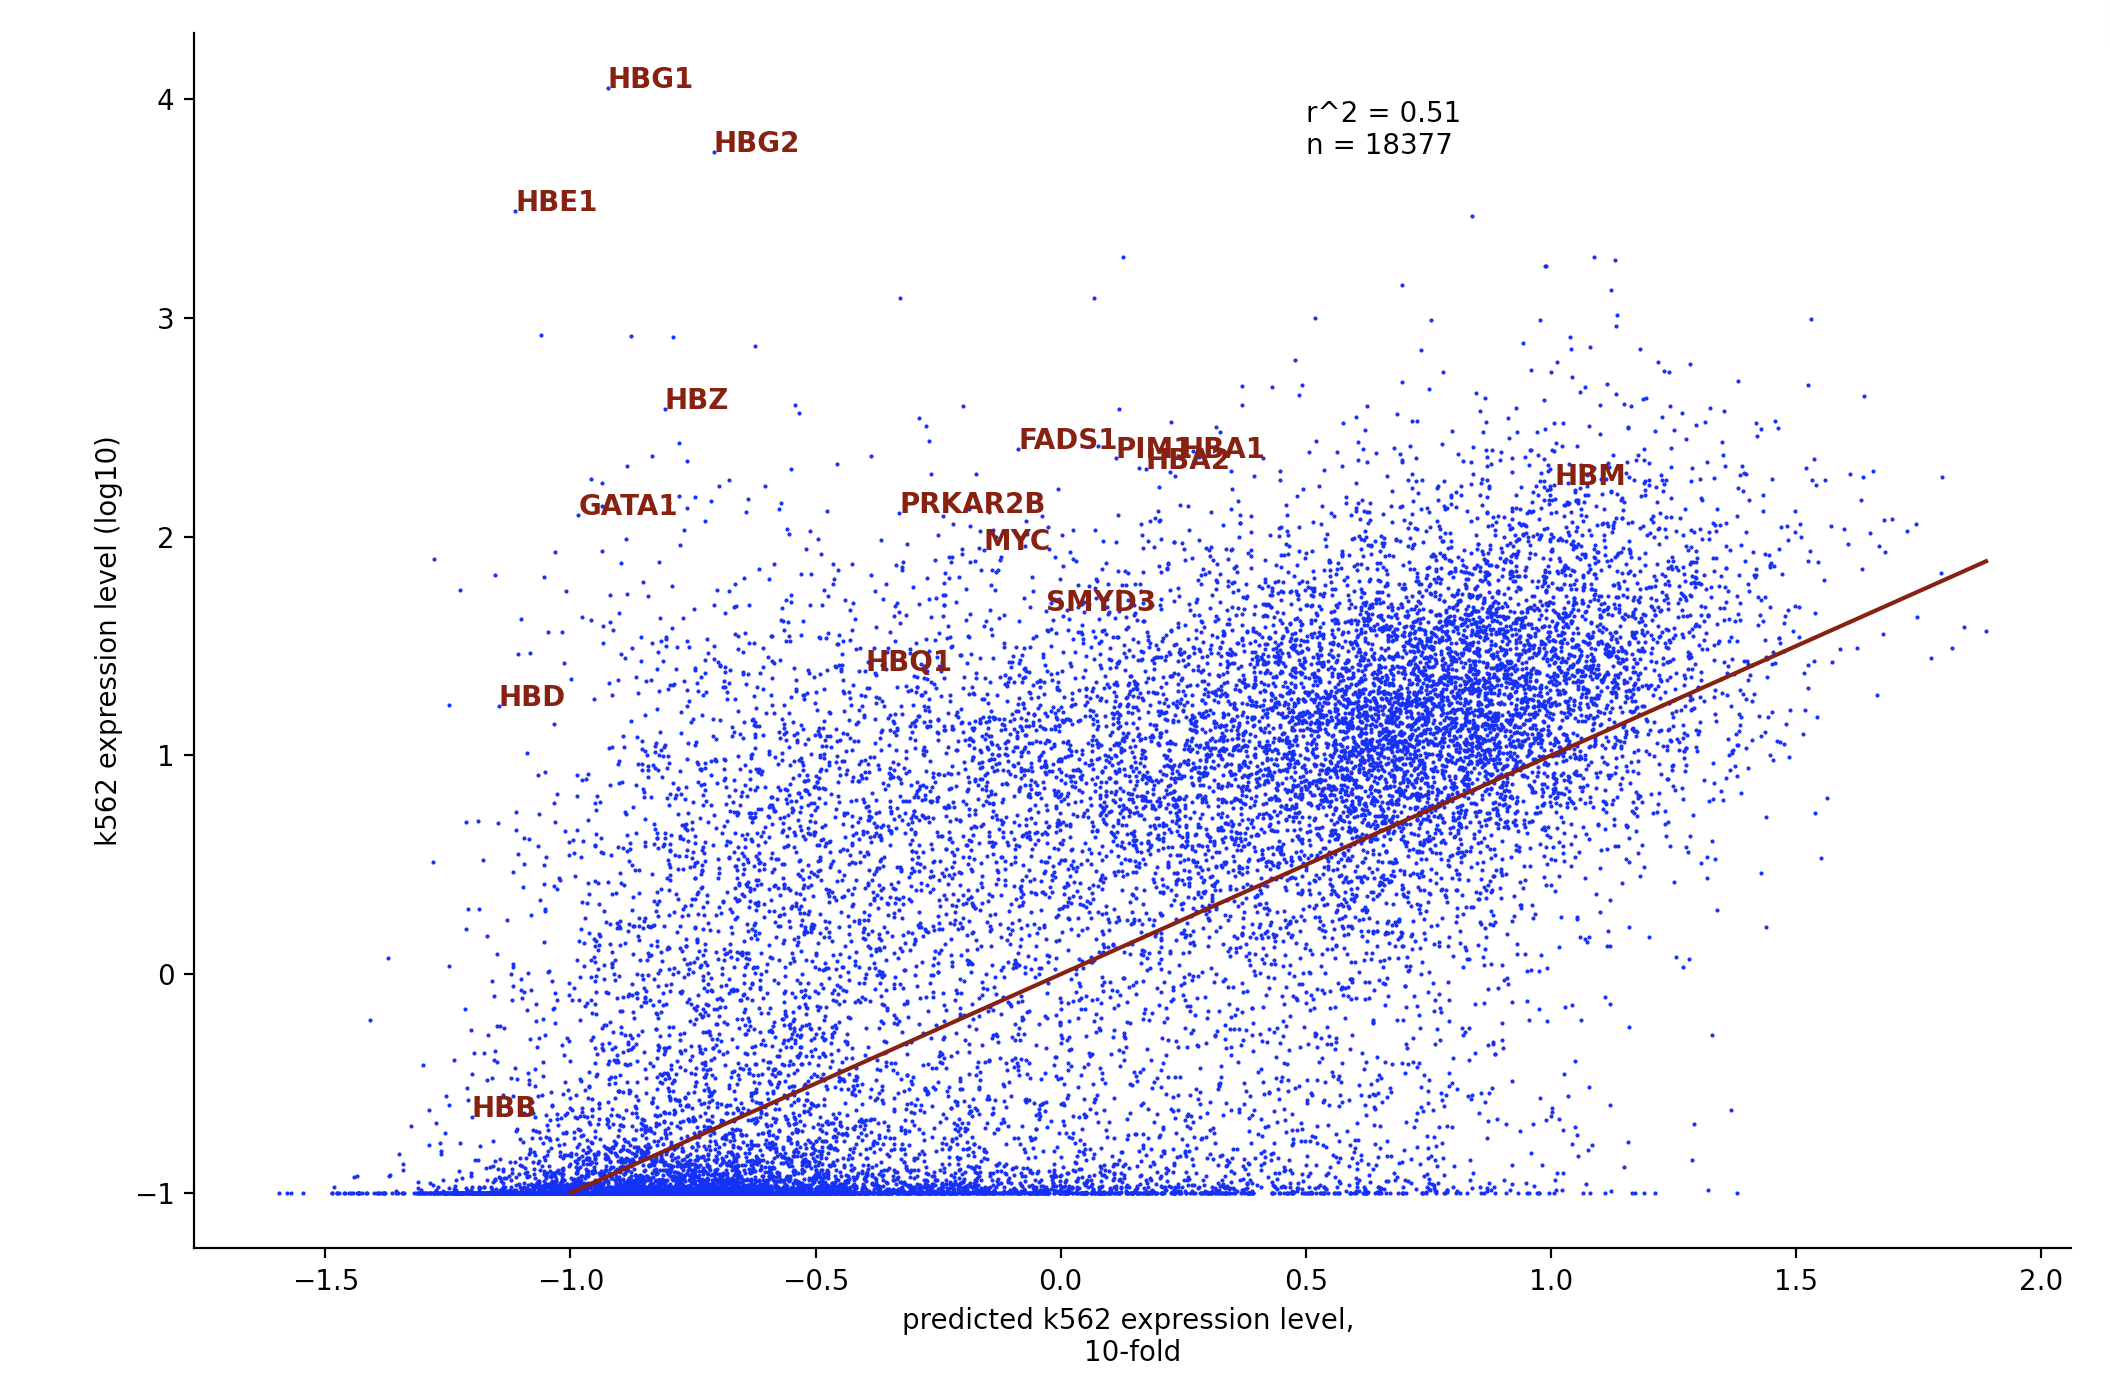 HBG1
HBG2
HBE1
r^2 = 0.51
n = 18377
HBZ
FADS1
PIM1
HBA1
HBA2
HBM
GATA1
PRKAR2B
MYC
SMYD3
HBQ1
HBD
HBB
k562 expression level (log10)
4
3
2
1
0
−1
−1.5
−1.0
−0.5
0.0
0.5
1.0
1.5
2.0
predicted k562 expression level,
10-fold